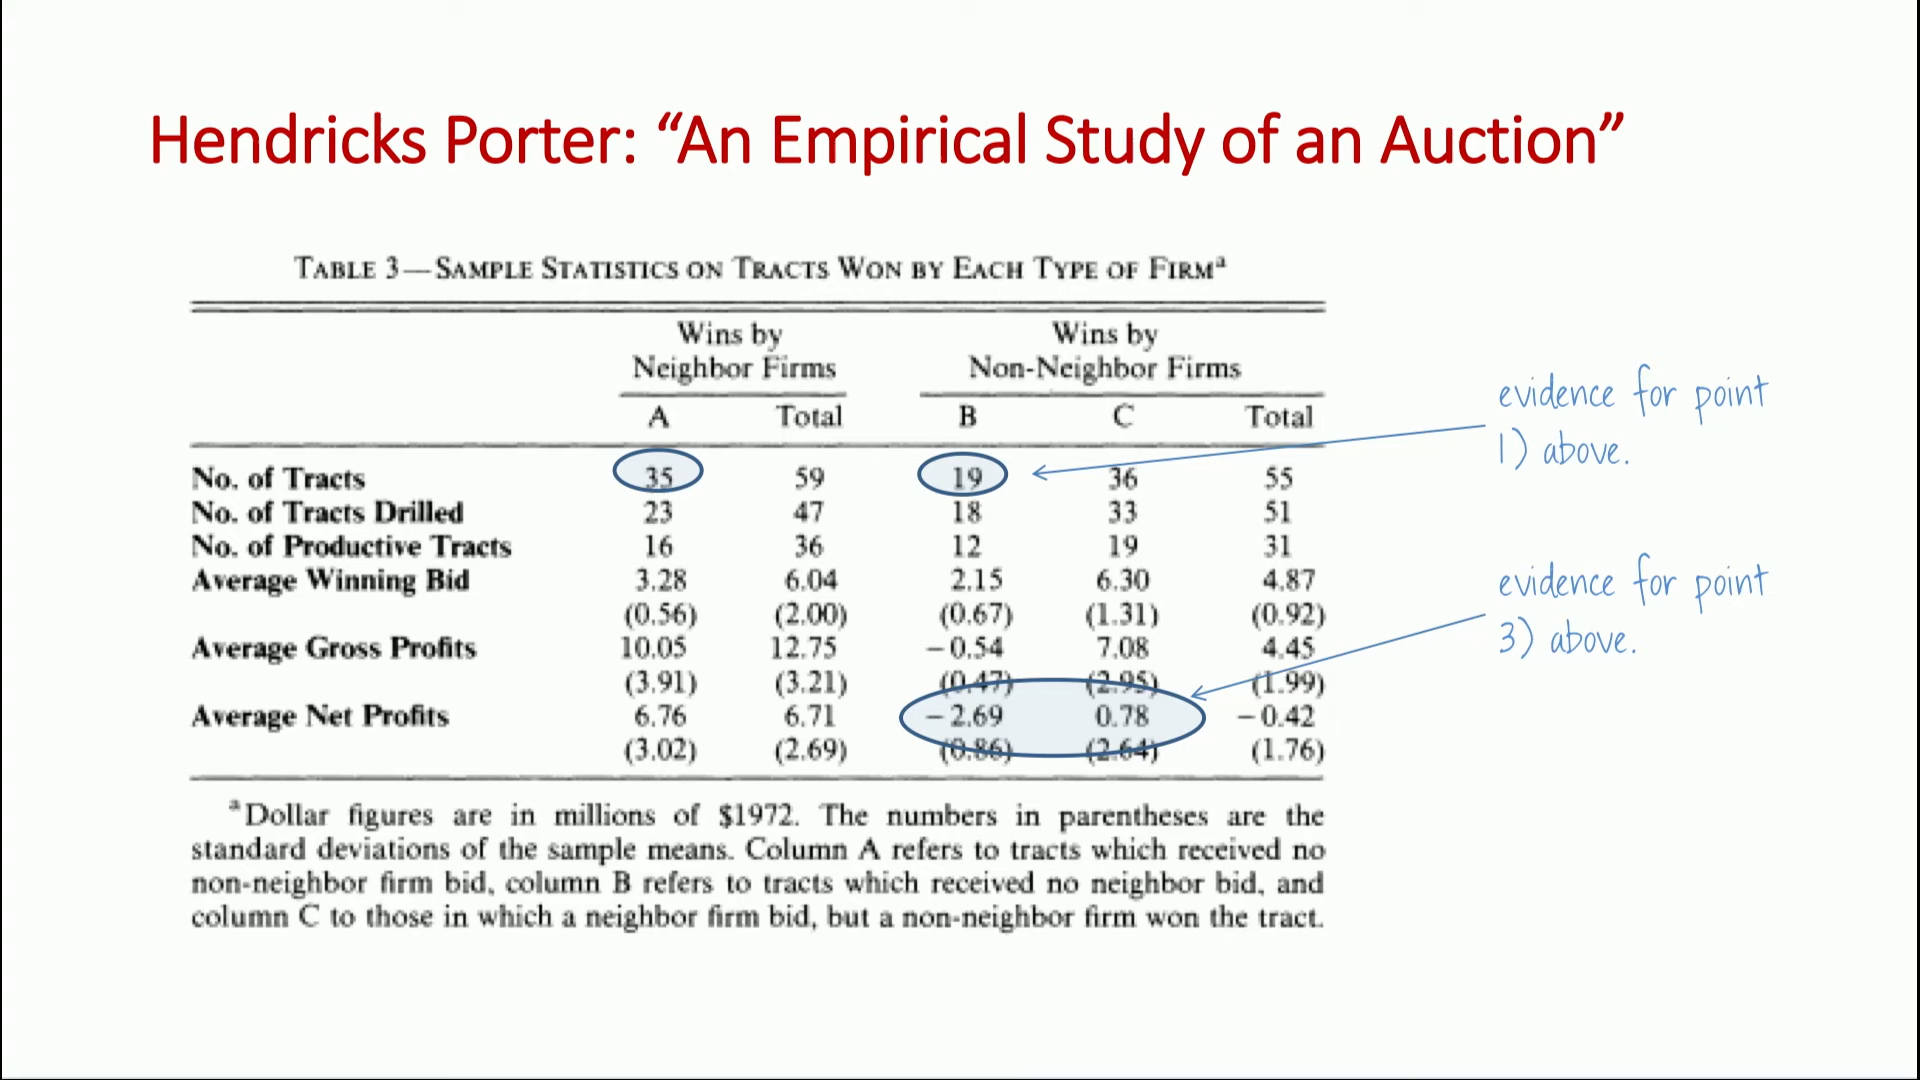 Hendricks Porter: “An Empirical Study of an Auction”
TABLE 3—SAMPLE STATISTICS ON TRACTS WON BY EACH TYPE OF FIRMᵃ
Wins by Wins by
Neighbor Firms Non-Neighbor Firms
A Total B C Total
No. of Tracts 35 59 19 36 55
No. of Tracts Drilled 23 47 18 33 51
No. of Productive Tracts 16 36 12 19 31
Average Winning Bid 3.28 6.04 2.15 6.30 4.87
(0.56) (2.00) (0.67) (1.31) (0.92)
Average Gross Profits 10.05 12.75 −0.54 7.08 4.45
(3.91) (3.21) (0.47) (2.95) (1.99)
Average Net Profits 6.76 6.71 −2.69 0.78 −0.42
(3.02) (2.69) (0.86) (2.64) (1.76)
ᵃDollar figures are in millions of $1972. The numbers in parentheses are the
standard deviations of the sample means. Column A refers to tracts which received no
non-neighbor firm bid, column B refers to tracts which received no neighbor bid, and
column C to those in which a neighbor firm bid, but a non-neighbor firm won the tract.
evidence for point
1) above.
evidence for point
3) above.